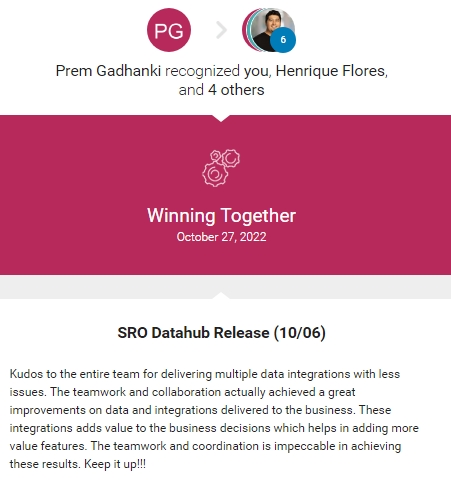 PG
6
Prem Gadhanki recognized you, Henrique Flores,
and 4 others
Winning Together
October 27, 2022
SRO Datahub Release (10/06)
Kudos to the entire team for delivering multiple data integrations with less
issues. The teamwork and collaboration actually achieved a great
improvements on data and integrations delivered to the business. These
integrations adds value to the business decisions which helps in adding more
value features. The teamwork and coordination is impeccable in achieving
these results. Keep it up!!!